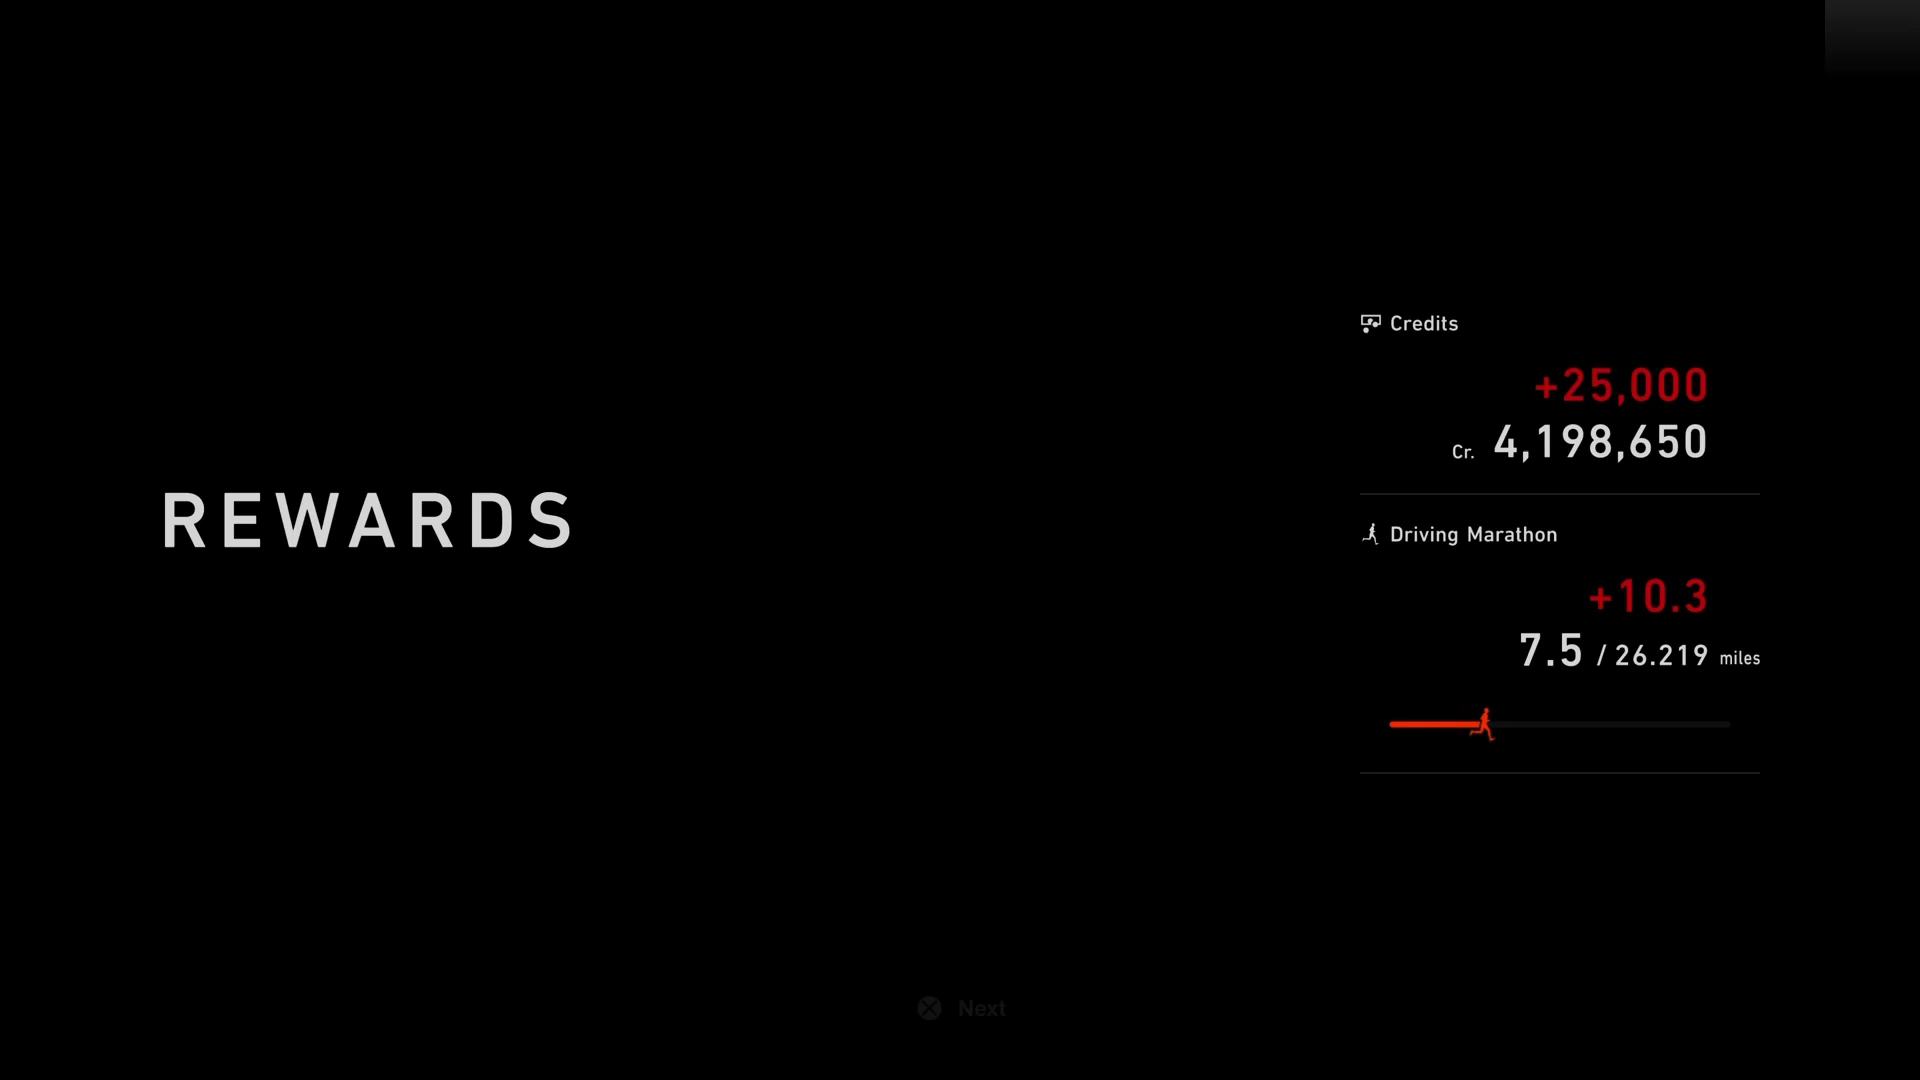 REWARDS
Credits
+25,000
Cr. 4,198,650
Driving Marathon
+10.3
7.5 / 26.219 miles
Next